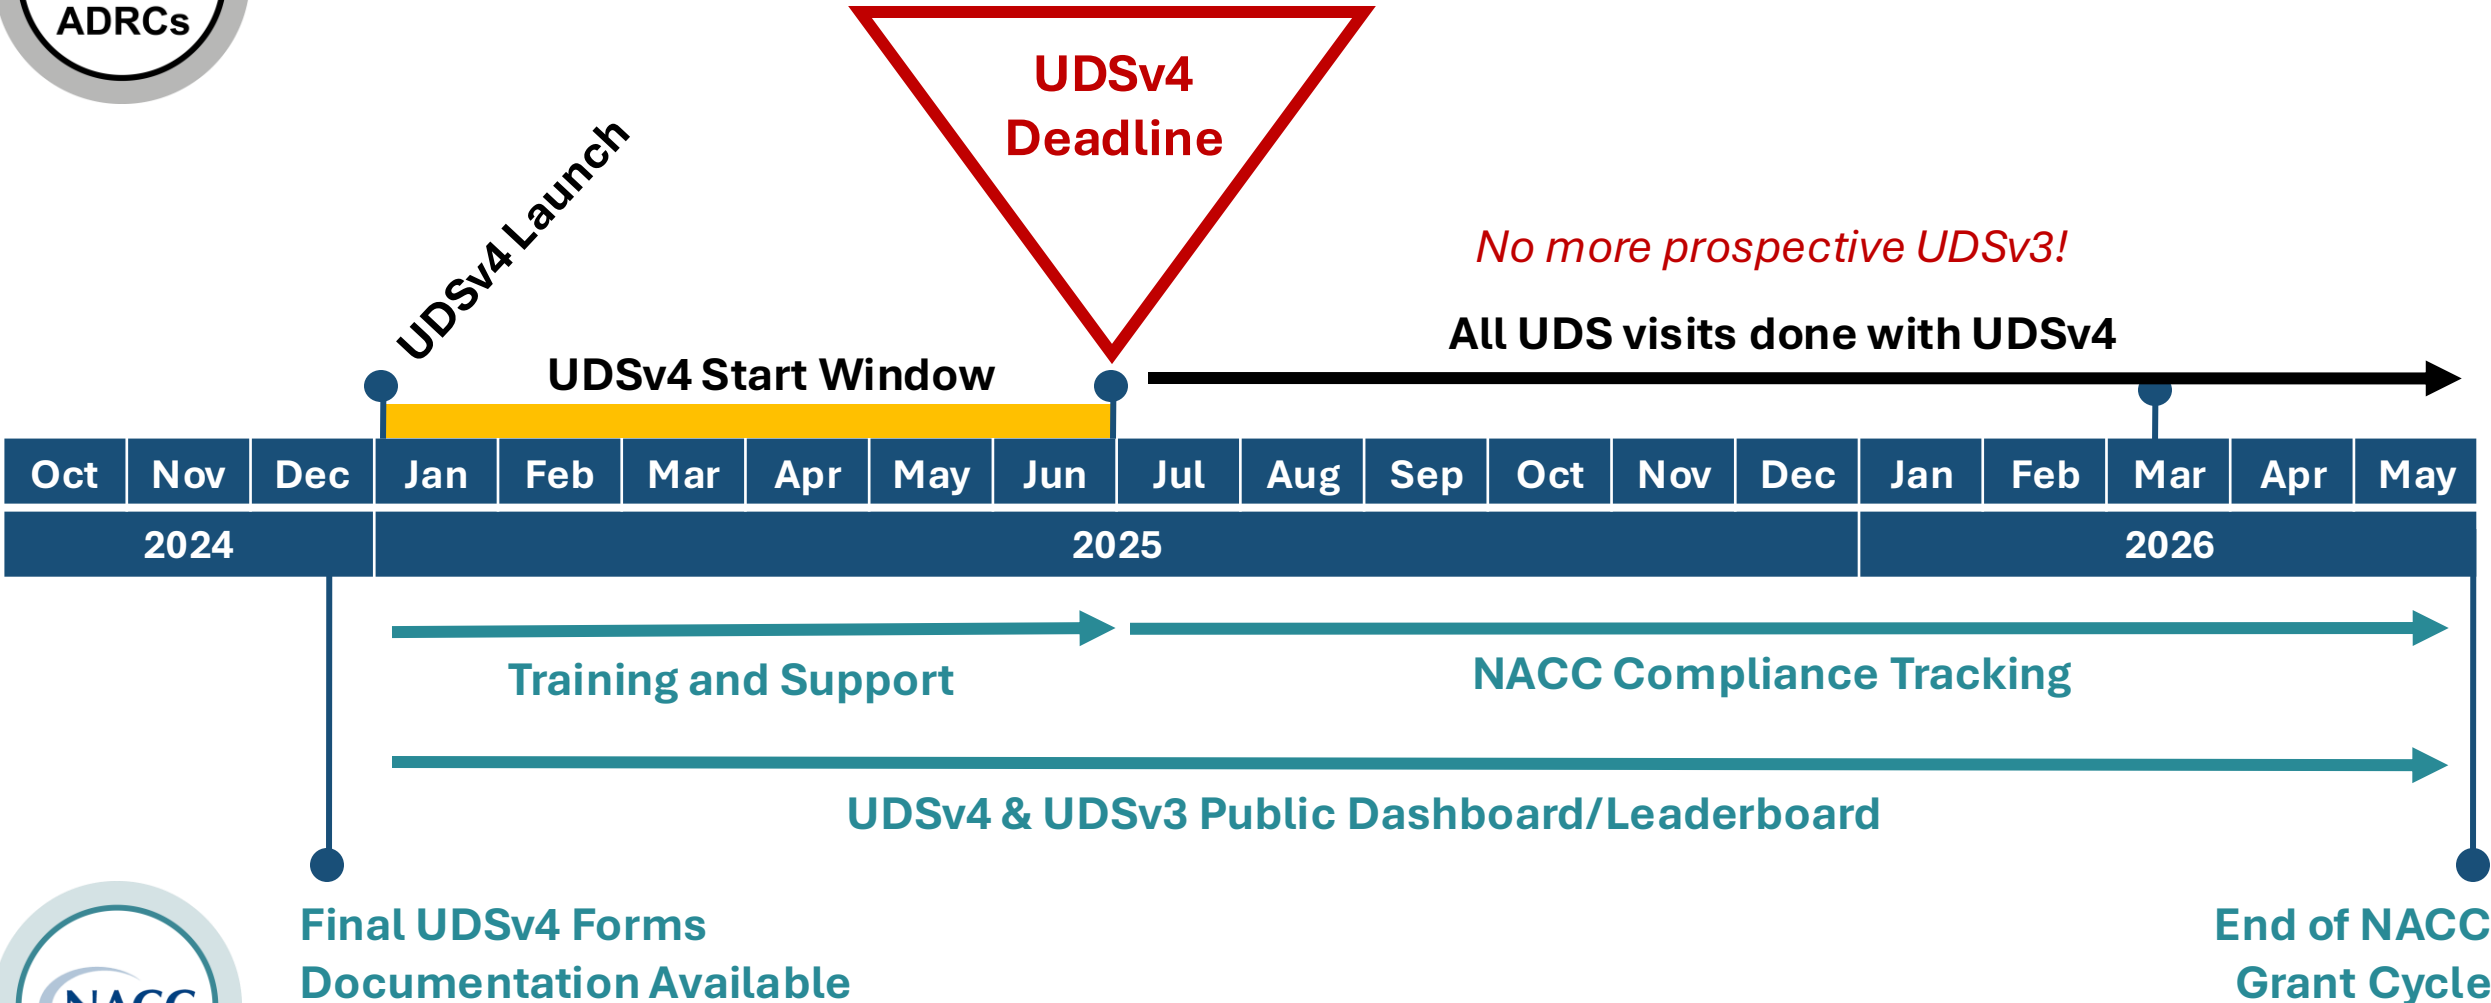 ADRCs
UDSv4
Deadline
UDSv4 Launch
No more prospective UDSv3!
All UDS visits done with UDSv4
UDSv4 Start Window
Oct Nov Dec Jan Feb Mar Apr May Jun Jul Aug Sep Oct Nov Dec Jan Feb Mar Apr May
2024 2025 2026
Training and Support
NACC Compliance Tracking
UDSv4 & UDSv3 Public Dashboard/Leaderboard
Final UDSv4 Forms
Documentation Available
End of NACC
Grant Cycle
NACC